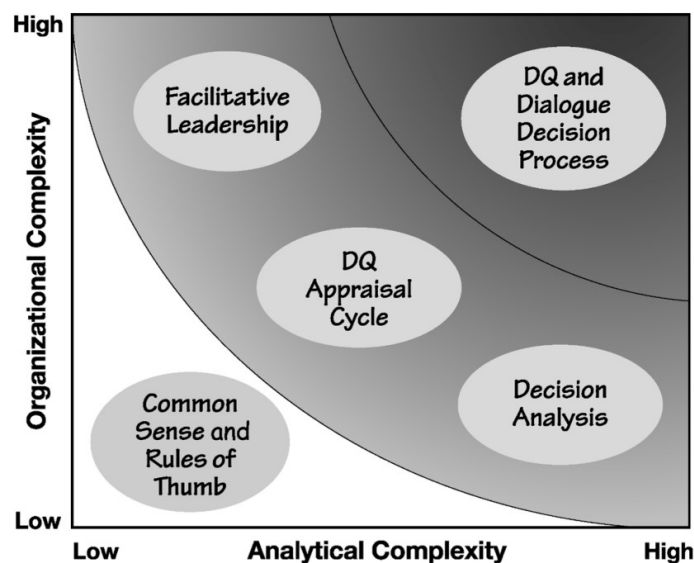 High
Facilitative
Leadership
DQ and
Dialogue
Decision
Process
Organizational Complexity
DQ
Appraisal
Cycle
Common
Sense and
Rules of
Thumb
Decision
Analysis
Low
Low
Analytical Complexity
High